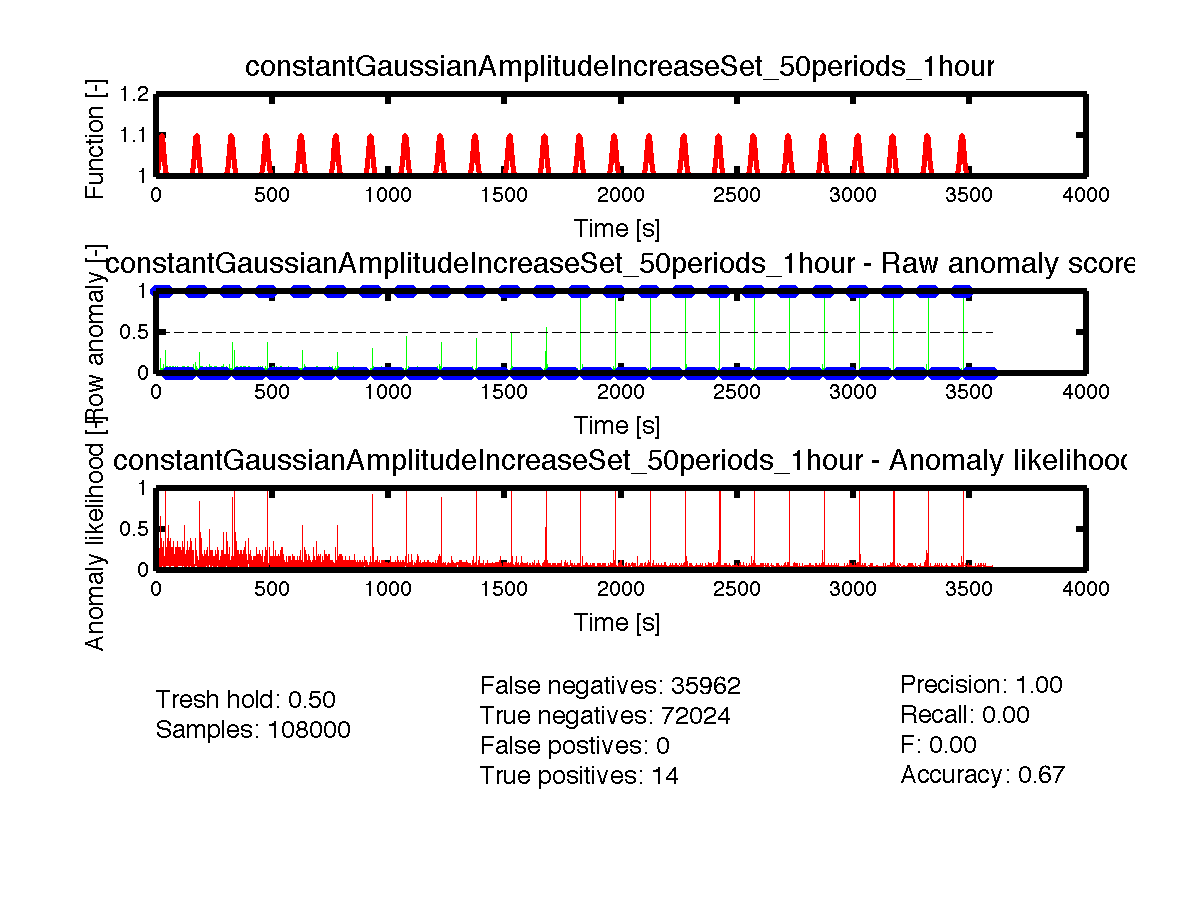 constantGaussianAmplitudeIncreaseSet_50periods_1hour
Function [-]
1.2
1.1
1
0 500 1000 1500 2000 2500 3000 3500 4000
Time [s]
constantGaussianAmplitudeIncreaseSet_50periods_1hour - Raw anomaly score
Row anomaly [-]
1
0.5
0
0 500 1000 1500 2000 2500 3000 3500 4000
Time [s]
constantGaussianAmplitudeIncreaseSet_50periods_1hour - Anomaly likelihood
Anomaly likelihood [-]
1
0.5
0
0 500 1000 1500 2000 2500 3000 3500 4000
Time [s]
Tresh hold: 0.50
Samples: 108000
False negatives: 35962
True negatives: 72024
False postives: 0
True positives: 14
Precision: 1.00
Recall: 0.00
F: 0.00
Accuracy: 0.67